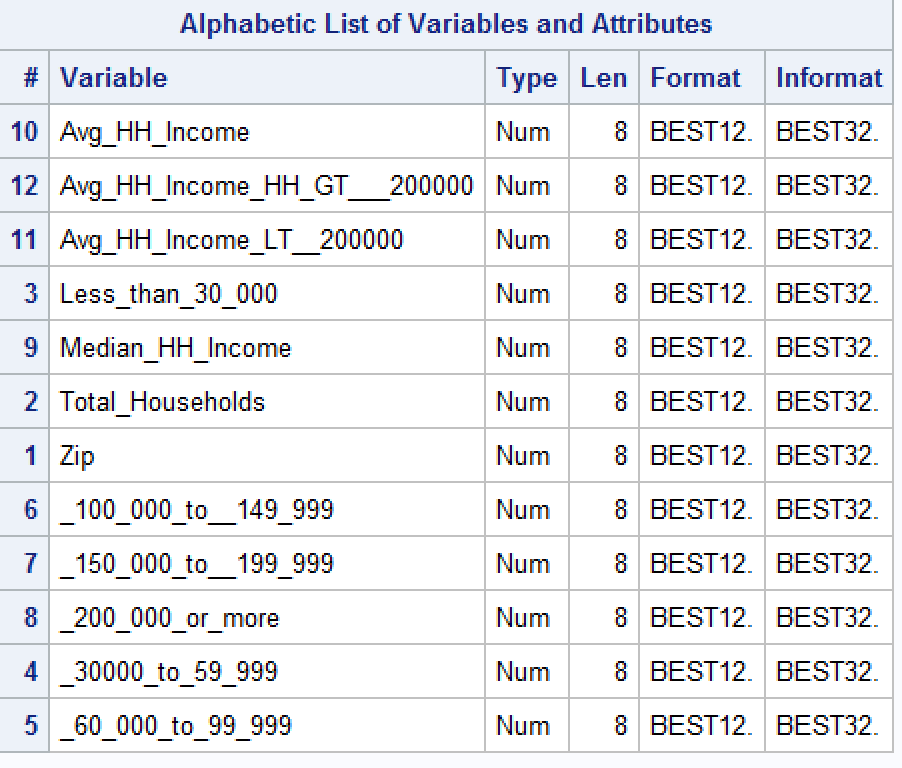 Alphabetic List of Variables and Attributes
# Variable Type Len Format Informat
10 Avg_HH_Income Num 8 BEST12. BEST32.
12 Avg_HH_Income_HH_GT___200000 Num 8 BEST12. BEST32.
11 Avg_HH_Income_LT__200000 Num 8 BEST12. BEST32.
3 Less_than_30_000 Num 8 BEST12. BEST32.
9 Median_HH_Income Num 8 BEST12. BEST32.
2 Total_Households Num 8 BEST12. BEST32.
1 Zip Num 8 BEST12. BEST32.
6 _100_000_to__149_999 Num 8 BEST12. BEST32.
7 _150_000_to__199_999 Num 8 BEST12. BEST32.
8 _200_000_or_more Num 8 BEST12. BEST32.
4 _30000_to_59_999 Num 8 BEST12. BEST32.
5 _60_000_to_99_999 Num 8 BEST12. BEST32.